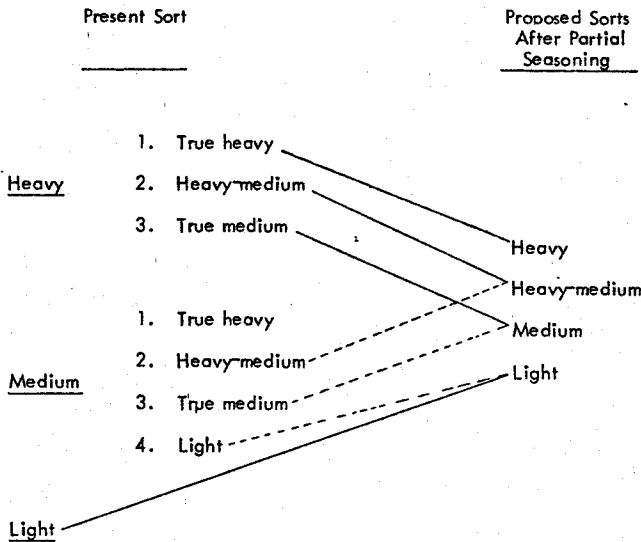 Present Sort
Proposed Sorts
After Partial
Seasoning
Heavy
1. True heavy
2. Heavy-medium
3. True medium
Medium
1. True heavy
2. Heavy-medium
3. True medium
4. Light
Light
Heavy
Heavy-medium
Medium
Light